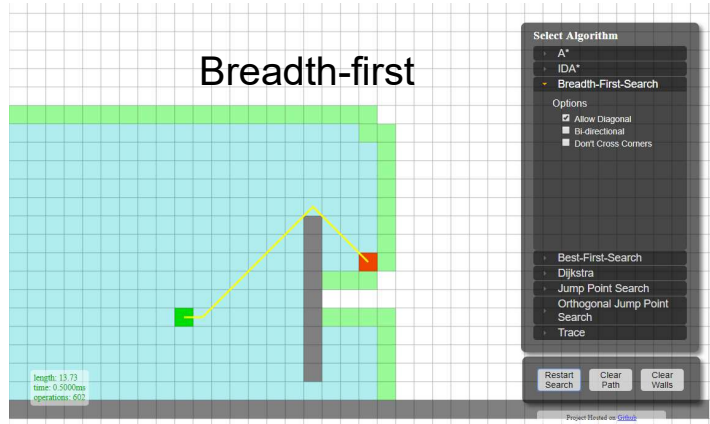 Breadth-first
Select Algorithm
A*
IDA*
Breadth-First-Search
Options
Allow Diagonal
Bi-directional
Don't Cross Corners
Best-First-Search
Dijkstra
Jump Point Search
Orthogonal Jump Point
Search
Trace
length: 13.73
time: 0.5000ms
operations: 602
Restart
Search
Clear
Path
Clear
Walls
Project Hosted on Github